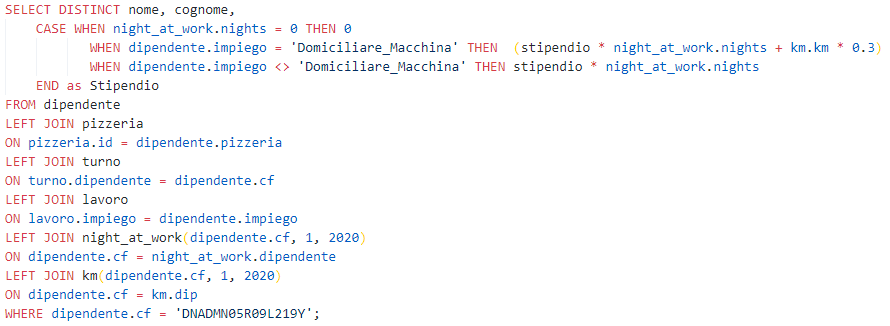 SELECT DISTINCT nome, cognome,
CASE WHEN night_at_work.nights = 0 THEN 0
WHEN dipendente.impiego = 'Domiciliare_Macchina' THEN (stipendio * night_at_work.nights + km.km * 0.3)
WHEN dipendente.impiego <> 'Domiciliare_Macchina' THEN stipendio * night_at_work.nights
END as Stipendio
FROM dipendente
LEFT JOIN pizzeria
ON pizzeria.id = dipendente.pizzeria
LEFT JOIN turno
ON turno.dipendente = dipendente.cf
LEFT JOIN lavoro
ON lavoro.impiego = dipendente.impiego
LEFT JOIN night_at_work(dipendente.cf, 1, 2020)
ON dipendente.cf = night_at_work.dipendente
LEFT JOIN km(dipendente.cf, 1, 2020)
ON dipendente.cf = km.dip
WHERE dipendente.cf = 'DNADMN05R09L219Y';